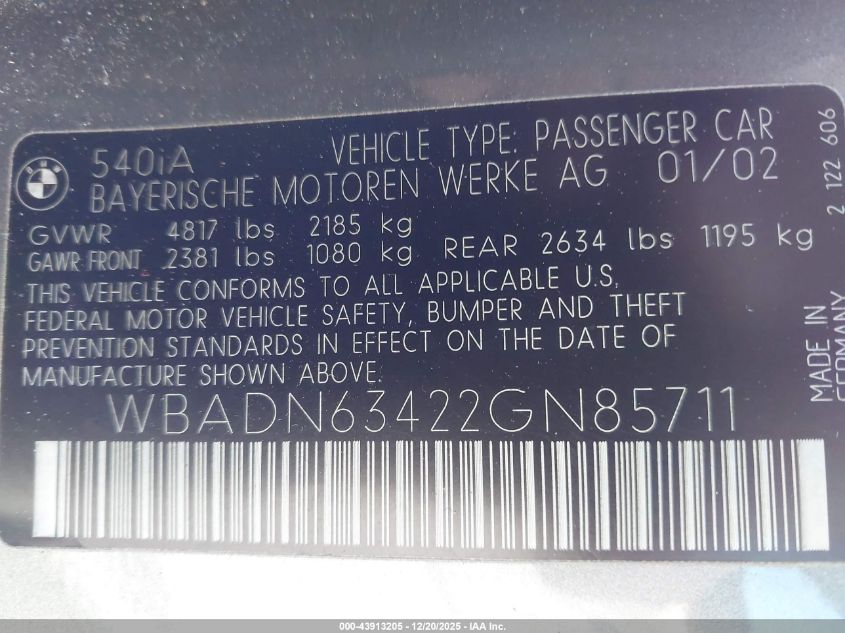 540iA VEHICLE TYPE: PASSENGER CAR
BAYERISCHE MOTOREN WERKE AG 01/02
GVWR 4817 lbs 2185 kg
GAWR FRONT 2381 lbs 1080 kg REAR 2634 lbs 1195 kg
THIS VEHICLE CONFORMS TO ALL APPLICABLE U.S.
FEDERAL MOTOR VEHICLE SAFETY, BUMPER AND THEFT
PREVENTION STANDARDS IN EFFECT ON THE DATE OF
MANUFACTURE SHOWN ABOVE.
WBADN63422GN85711
2 122 606
MADE IN
GERMANY
000-43913205 - 12/20/2025 - IAA Inc.